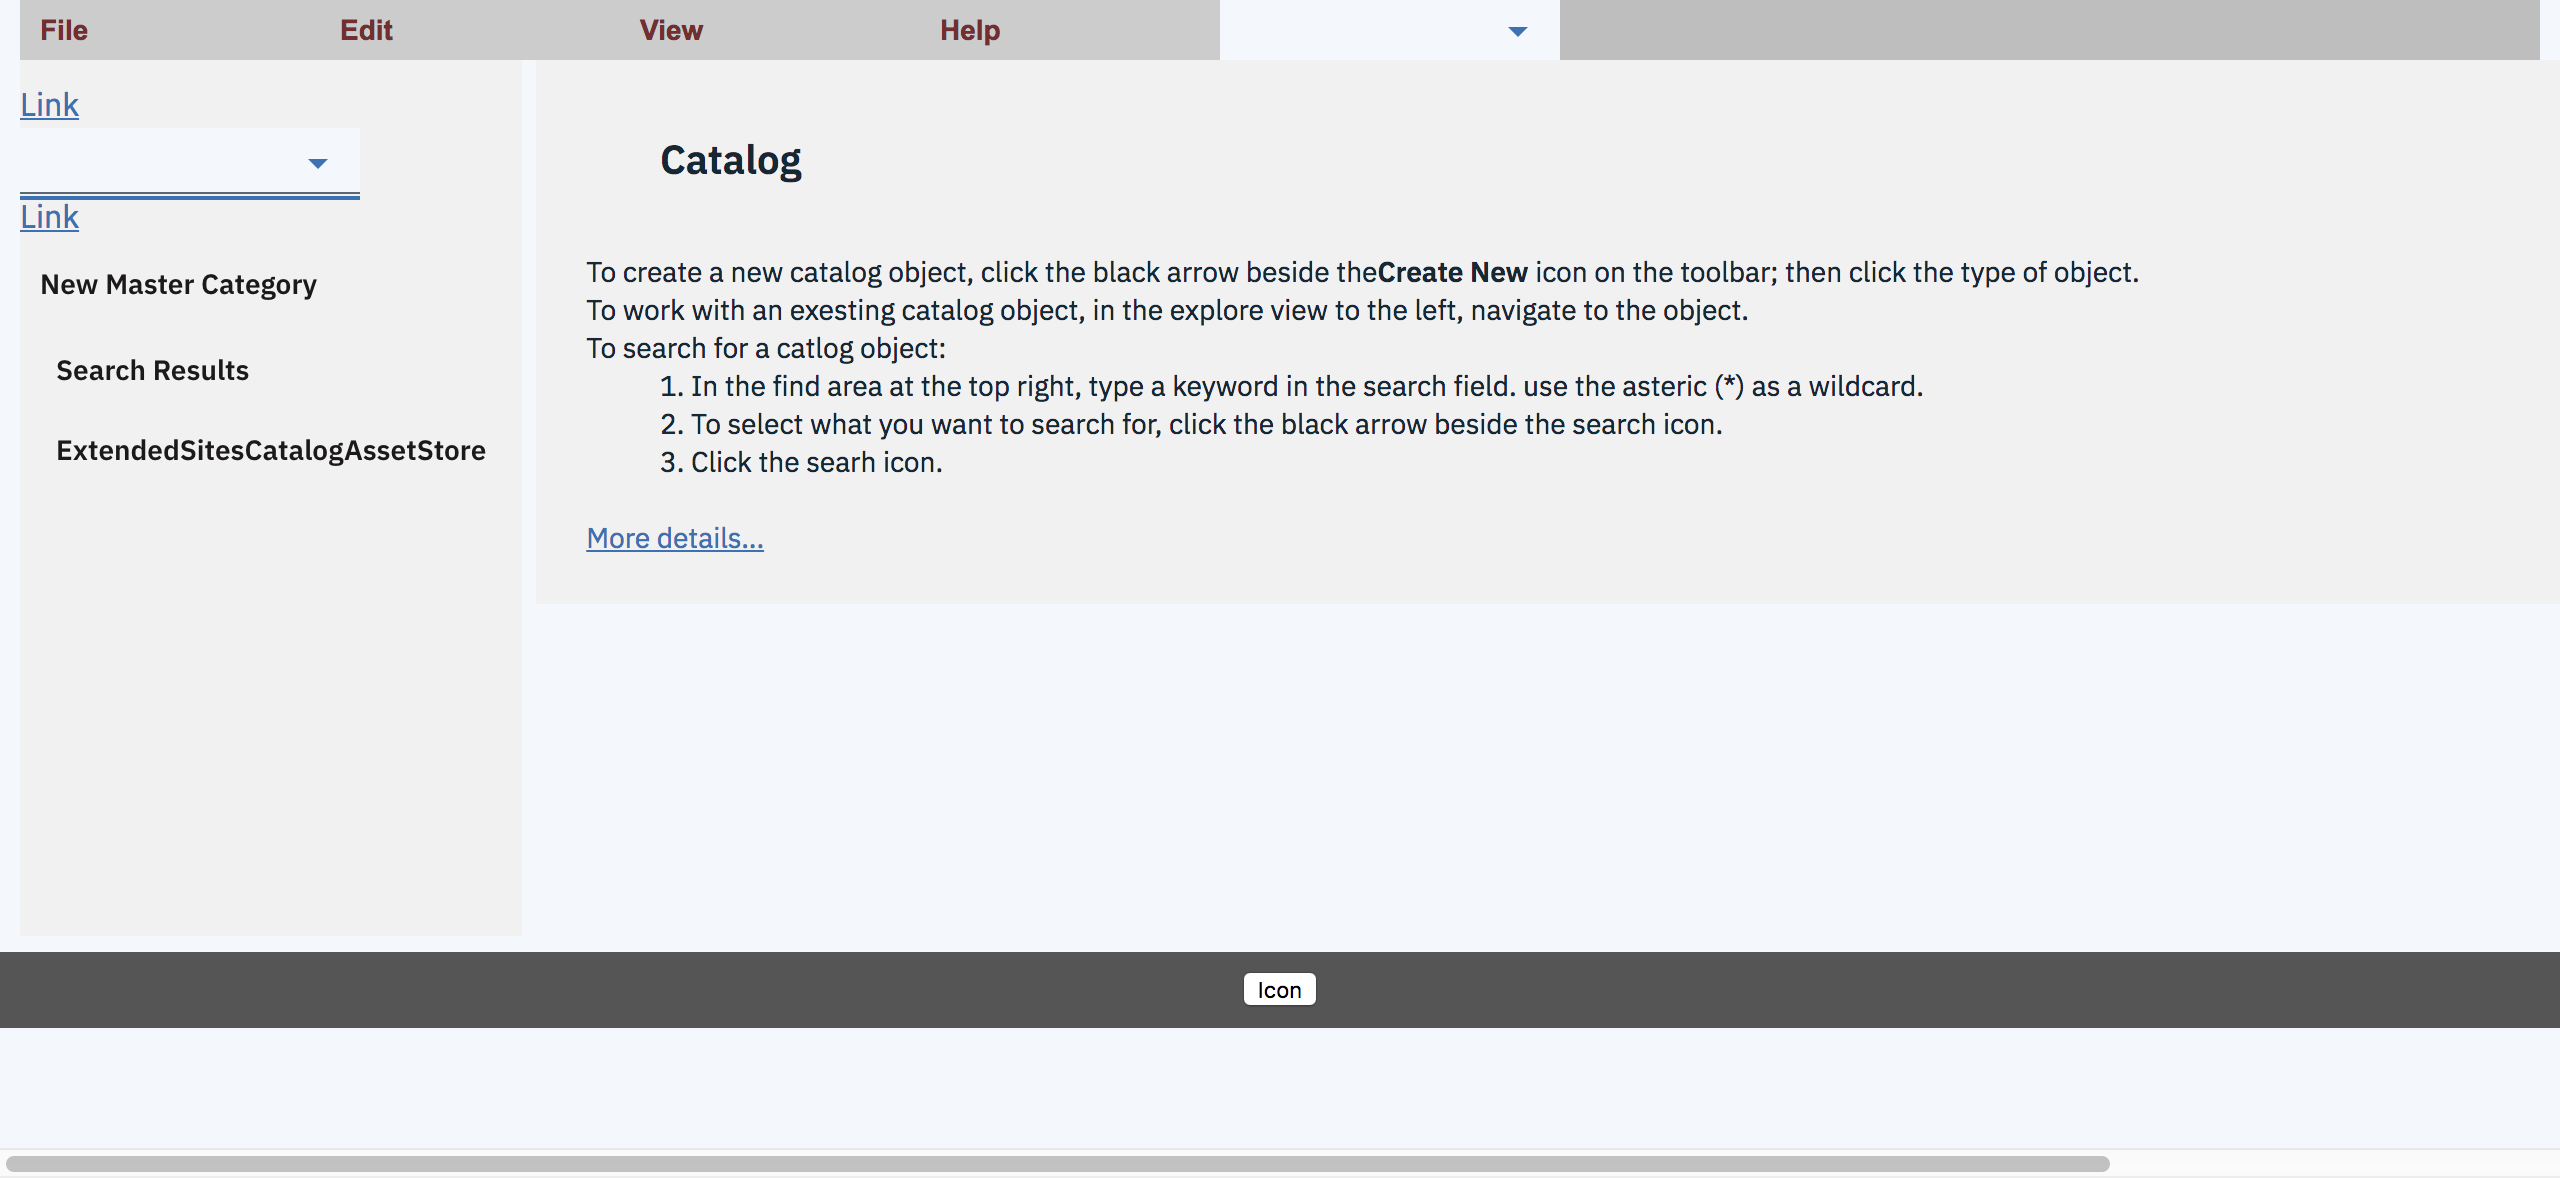 File Edit View Help
Link
Link
New Master Category
Search Results
ExtendedSitesCatalogAssetStore
Catalog
To create a new catalog object, click the black arrow beside theCreate New icon on the toolbar; then click the type of object.
To work with an exesting catalog object, in the explore view to the left, navigate to the object.
To search for a catlog object:
1. In the find area at the top right, type a keyword in the search field. use the asteric (*) as a wildcard.
2. To select what you want to search for, click the black arrow beside the search icon.
3. Click the searh icon.
More details...
Icon